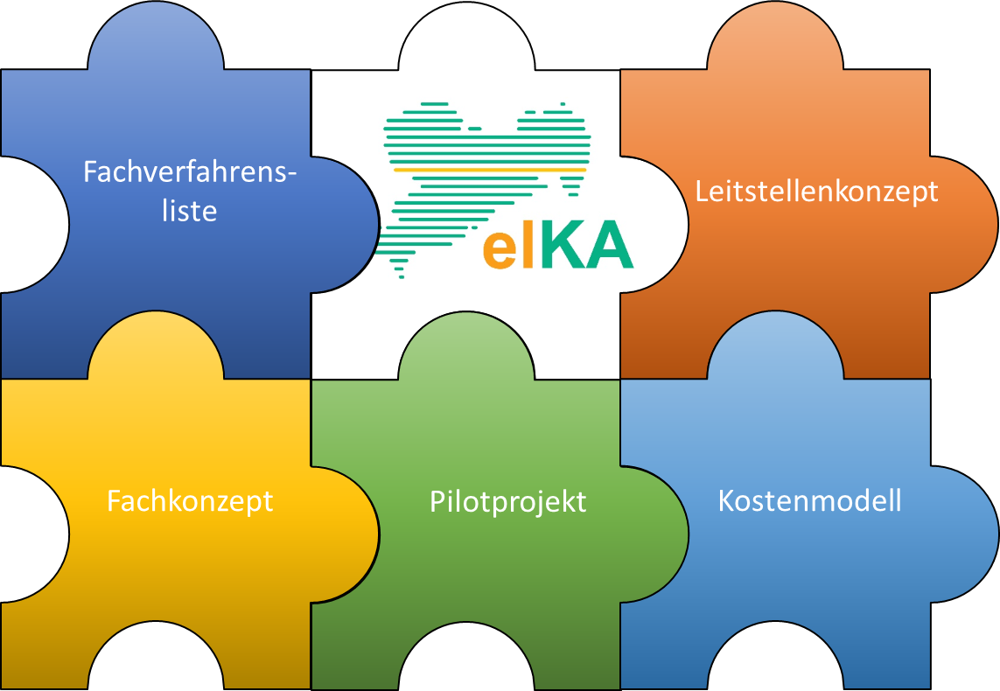 Fachverfahrens-
liste
elKA
Leitstellenkonzept
Fachkonzept
Pilotprojekt
Kostenmodell